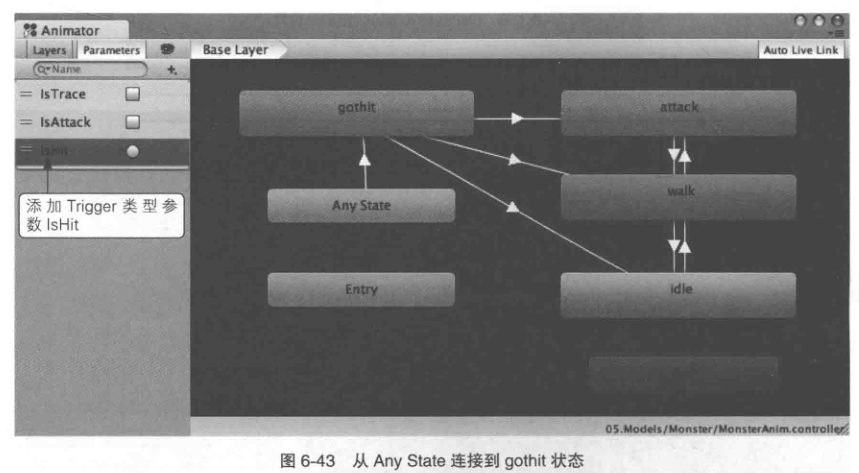 Animator
Layers Parameters
Base Layer
Auto Live Link
Name
IsTrace
IsAttack
IsHit
添加 Trigger 类型参
数 IsHit
gothit
attack
walk
Any State
Entry
idle
05.Models/Monster/MonsterAnim.controller
图 6-43 从 Any State 连接到 gothit 状态